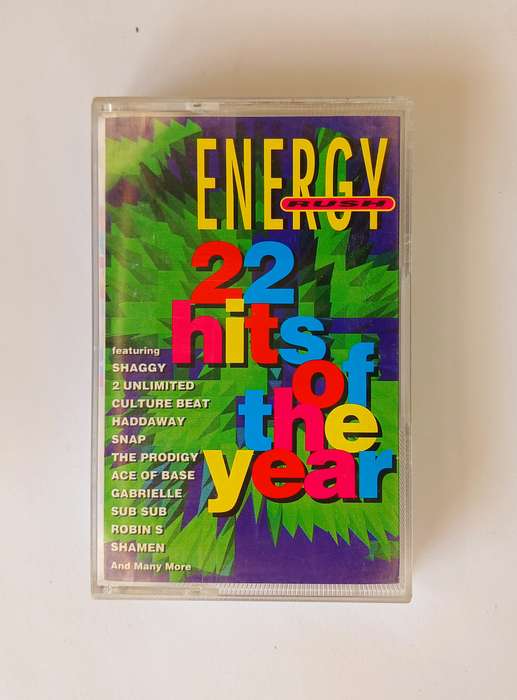 ENERGY
RUSH
22
hits
of
the
year
featuring
SHAGGY
2 UNLIMITED
CULTURE BEAT
HADDAWAY
SNAP
THE PRODIGY
ACE OF BASE
GABRIELLE
SUB SUB
ROBIN S
SHAMEN
And Many More